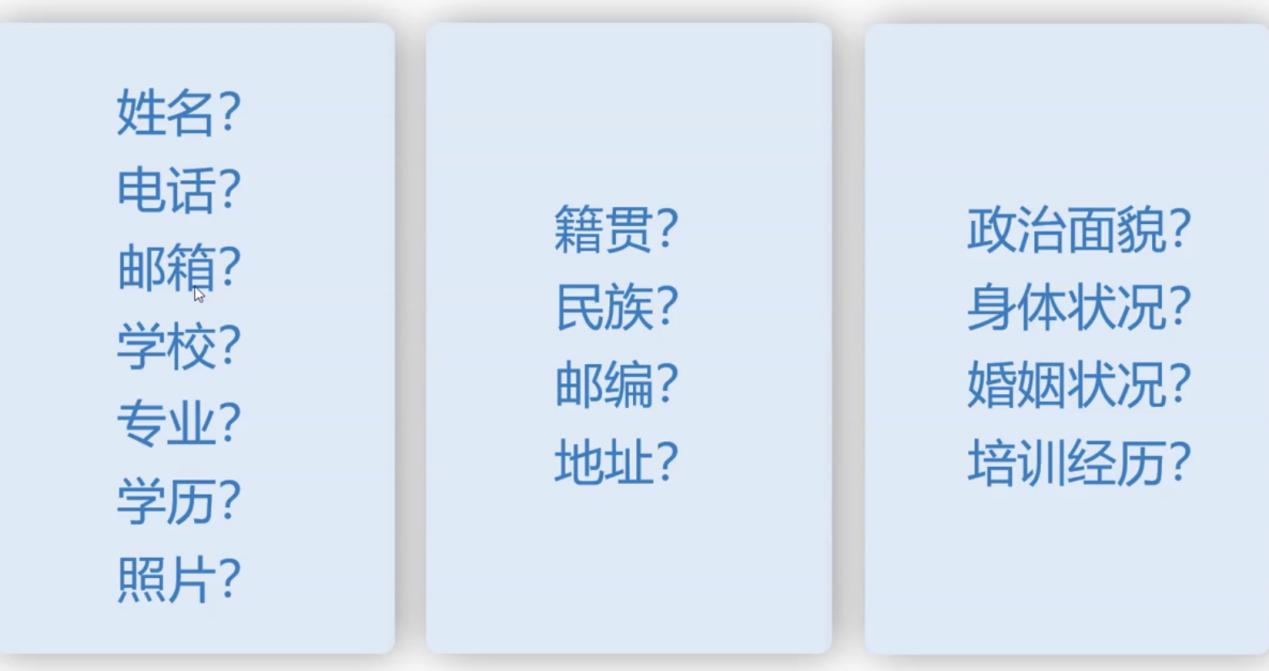 姓名?
电话?
邮箱?
学校?
专业?
学历?
照片?
籍贯?
民族?
邮编?
地址?
政治面貌?
身体状况?
婚姻状况?
培训经历?